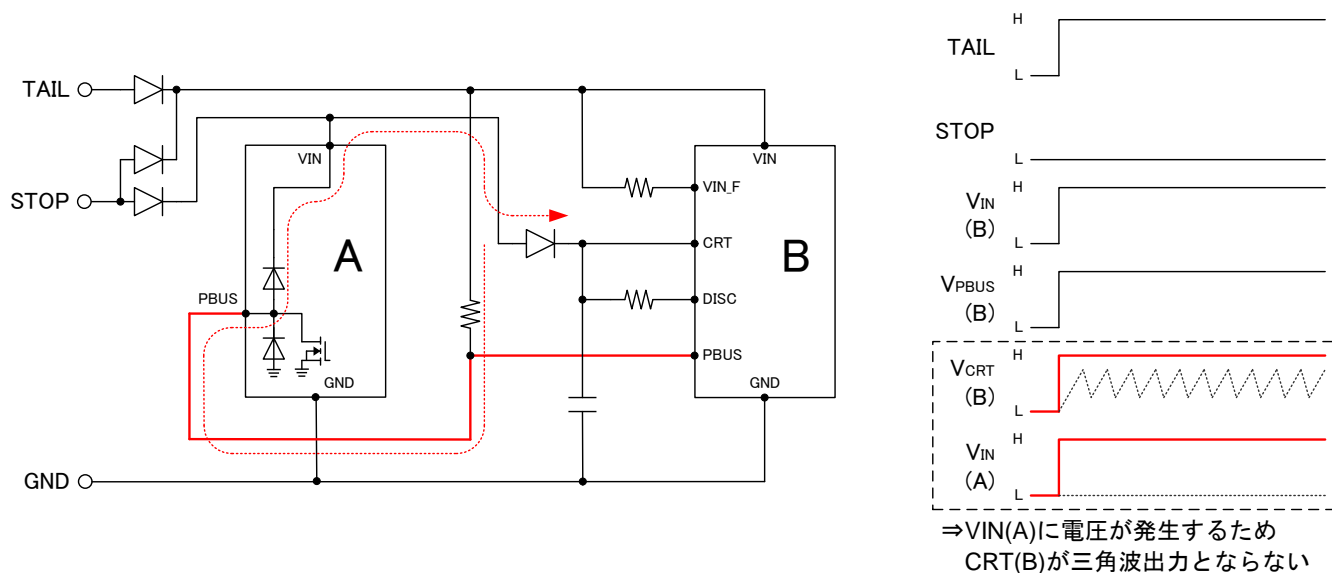 TAIL
STOP
GND
VIN
A
PBUS
GND
VIN
VIN_F
CRT
B
DISC
PBUS
GND
TAIL
H
L
STOP
L
VIN
(B)
H
L
VPBUS
(B)
H
L
VCRT
(B)
H
L
VIN
(A)
H
L
⇒VIN(A)に電圧が発生するため
CRT(B)が三角波出力とならない